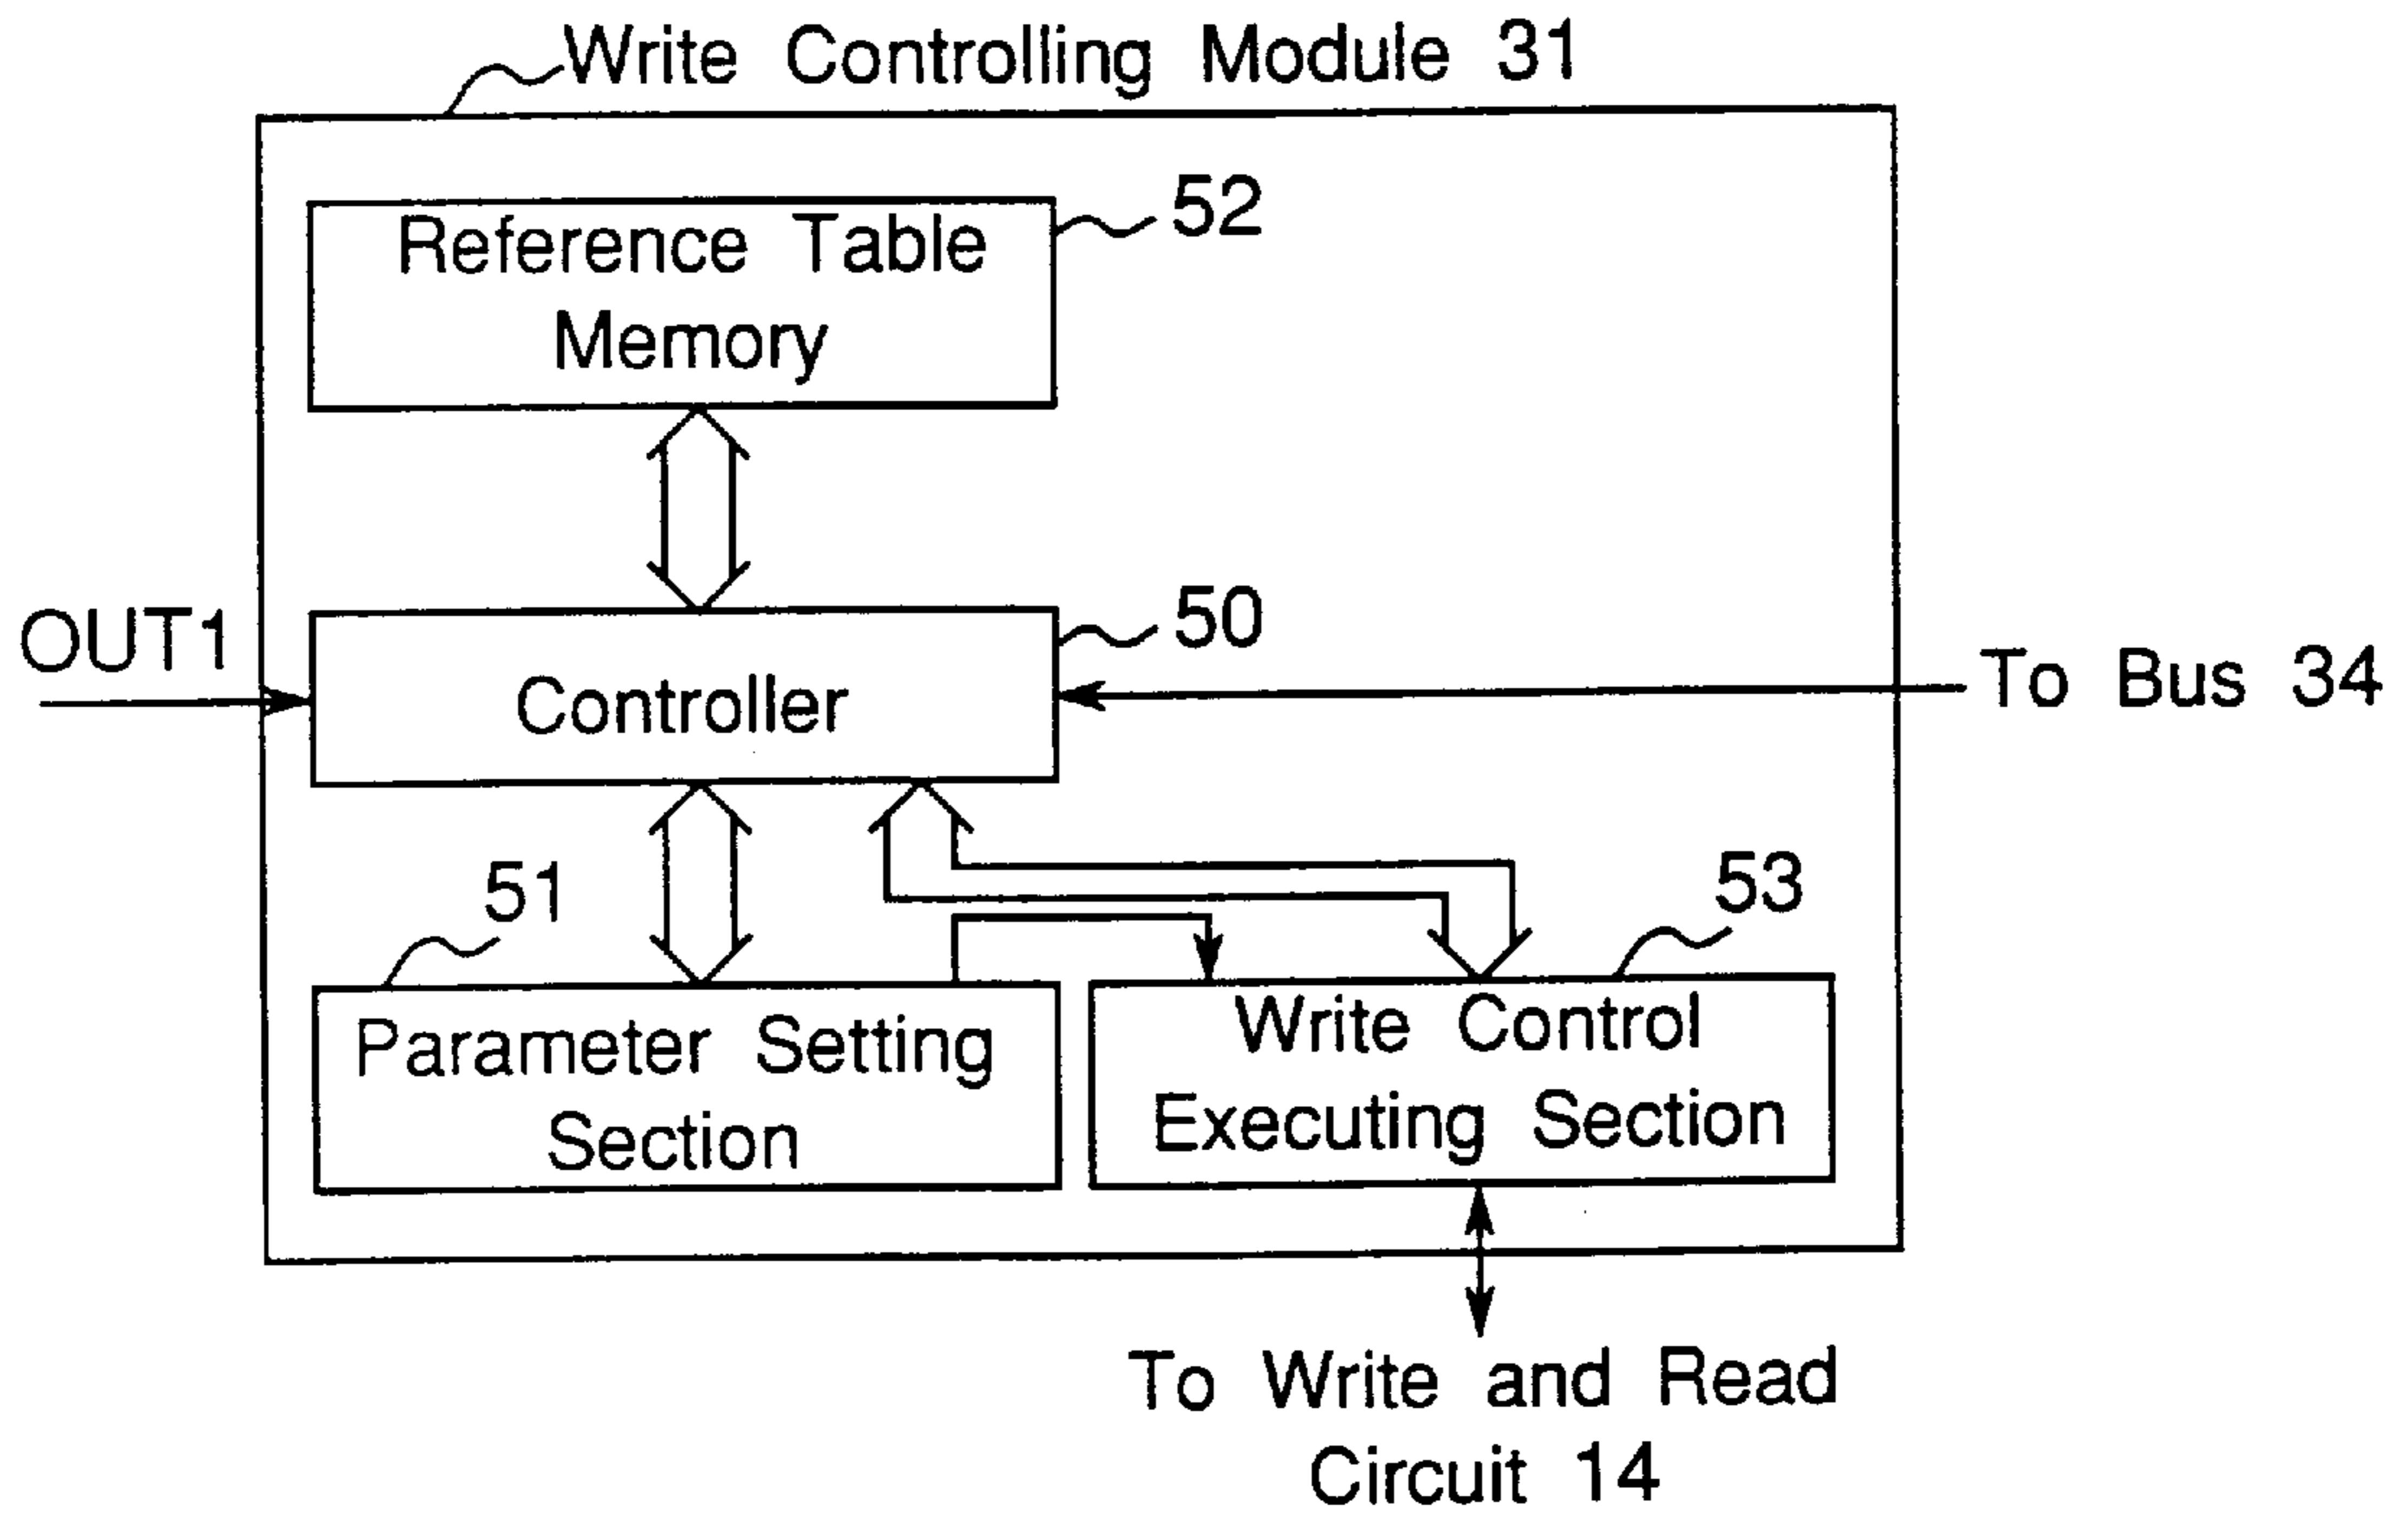 Write Controlling Module 31
52
Reference Table
Memory
OUT1
50
Controller
To Bus 34
51
53
Parameter Setting
Section
Write Control
Executing Section
To Write and Read
Circuit 14